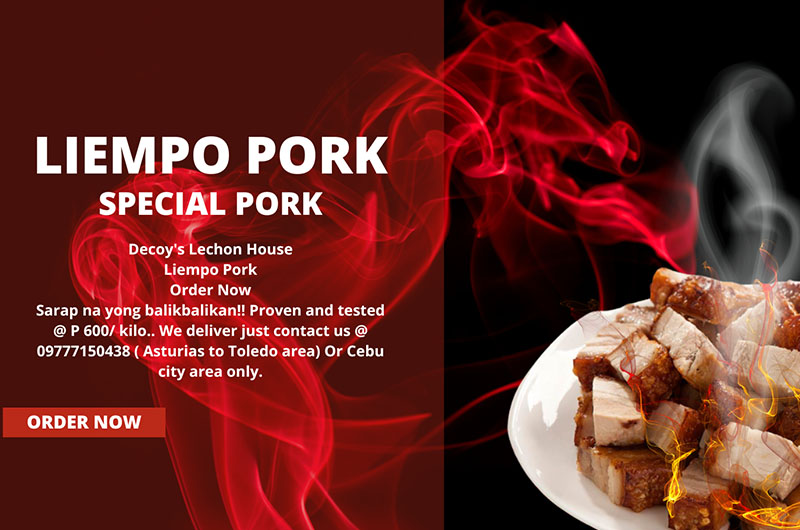 LIEMPO PORK
SPECIAL PORK
Decoy's Lechon House
Liempo Pork
Order Now
Sarap na yong balikbalikan!! Proven and tested
@ P 600/ kilo.. We deliver just contact us @
09777150438 ( Asturias to Toledo area) Or Cebu
city area only.
ORDER NOW